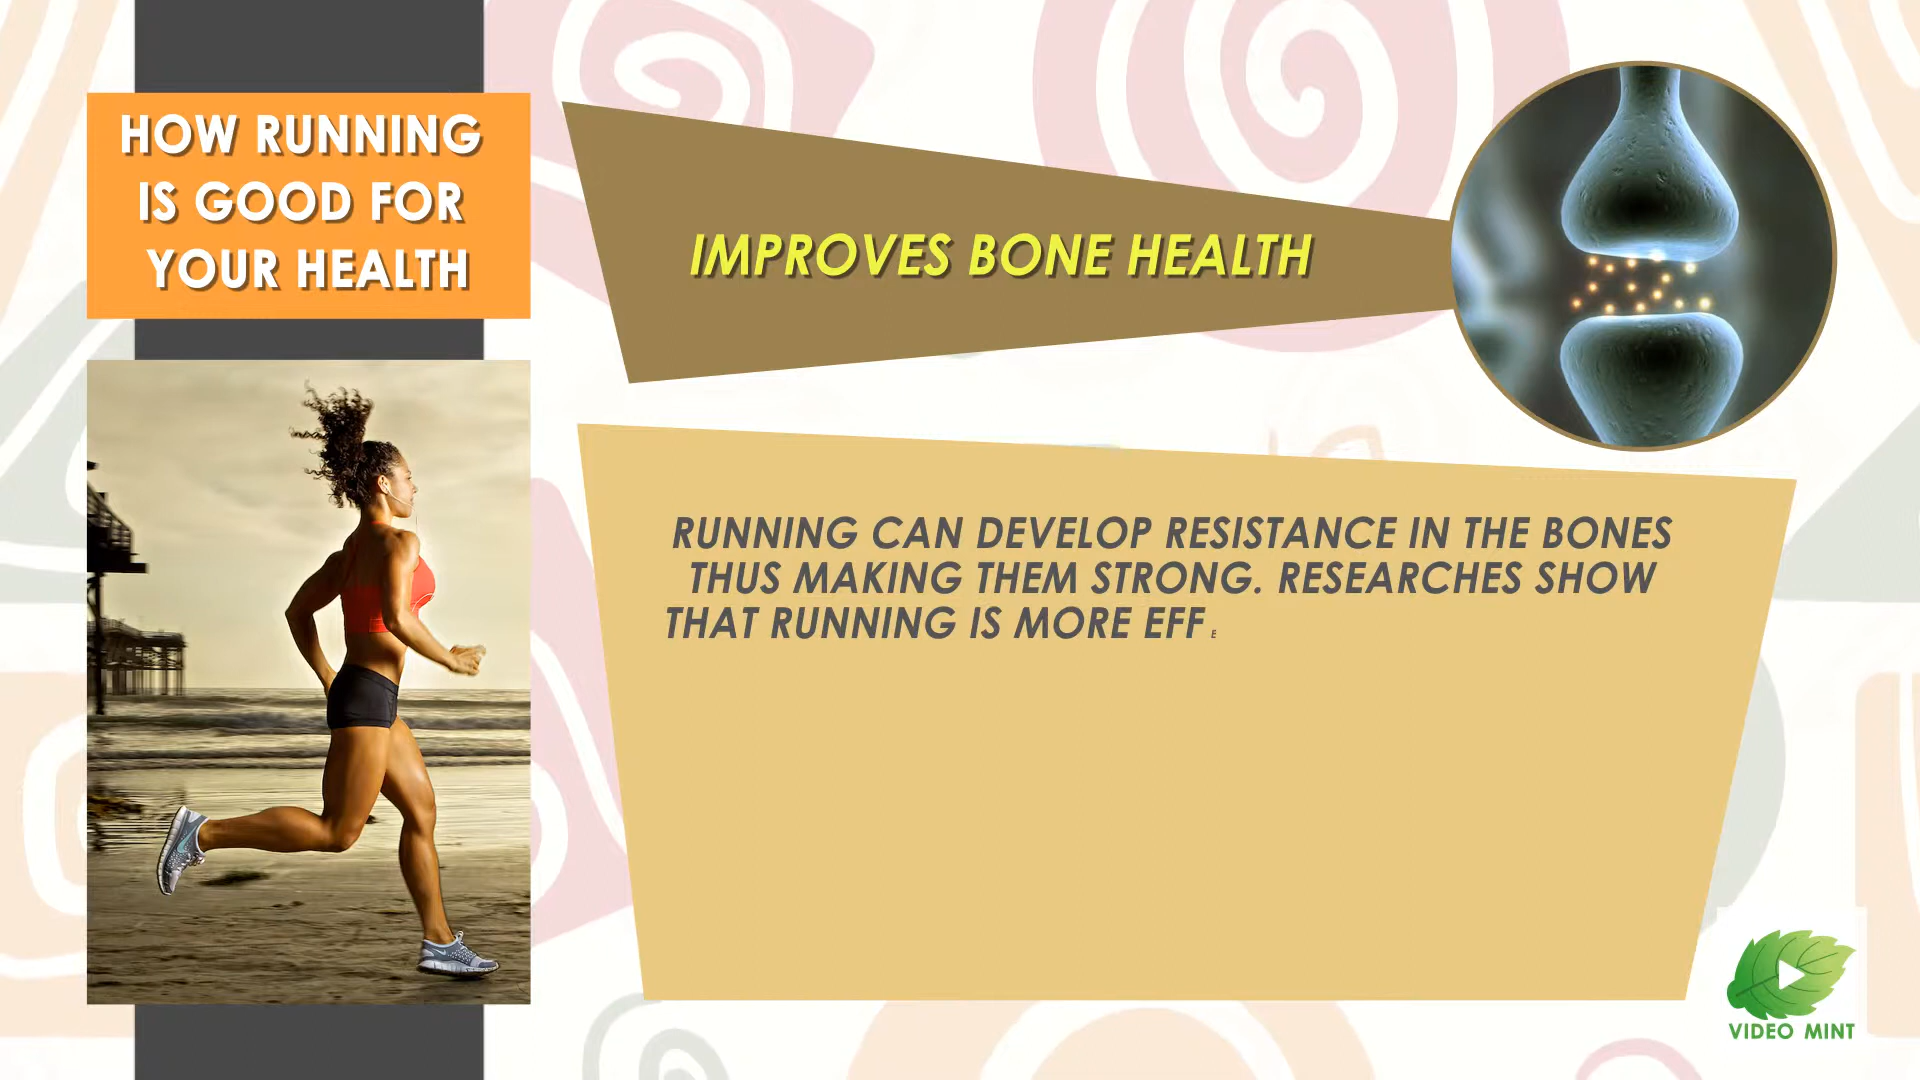 HOW RUNNING
IS GOOD FOR
YOUR HEALTH
IMPROVES BONE HEALTH
RUNNING CAN DEVELOP RESISTANCE IN THE BONES
THUS MAKING THEM STRONG. RESEARCHES SHOW
THAT RUNNING IS MORE EFFE
VIDEO MINT